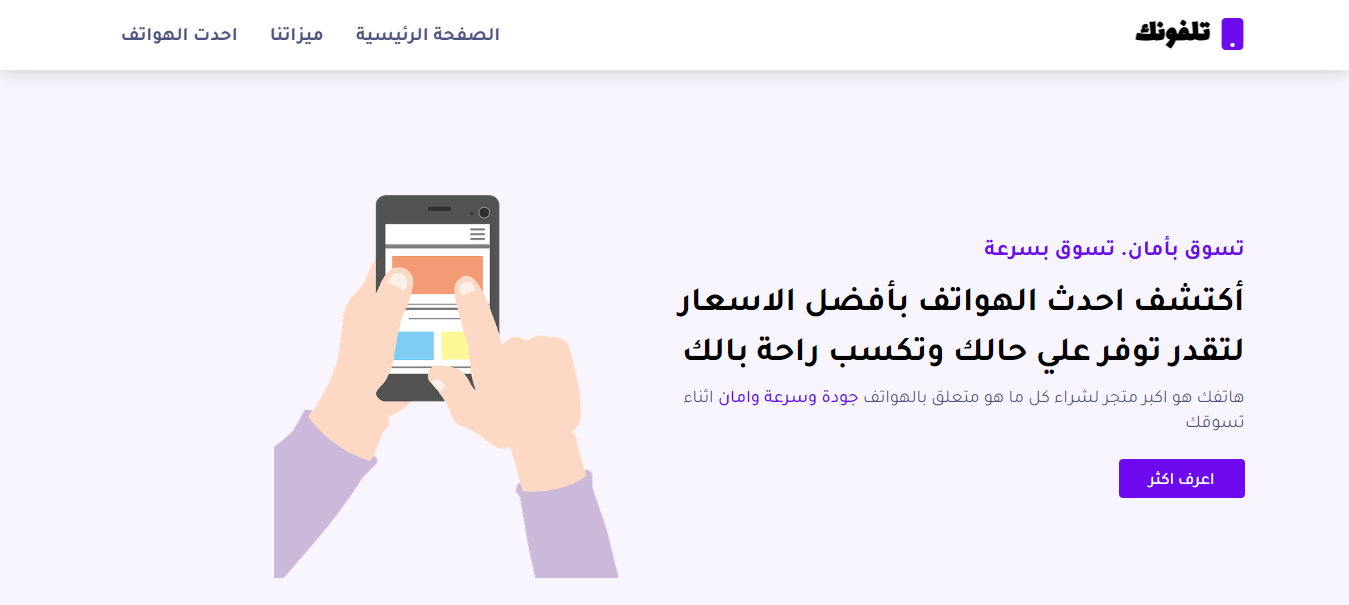 تلفونك
الصفحة الرئيسية
ميزاتنا
احدت الهواتف
تسوق بأمان. تسوق بسرعة
أكتشف احدث الهواتف بأفضل الاسعار
لتقدر توفر علي حالك وتكسب راحة بالك
هاتفك هو اكبر متجر لشراء كل ما هو متعلق بالهواتف جودة وسرعة وامان اثناء
تسوقك
اعرف اكثر